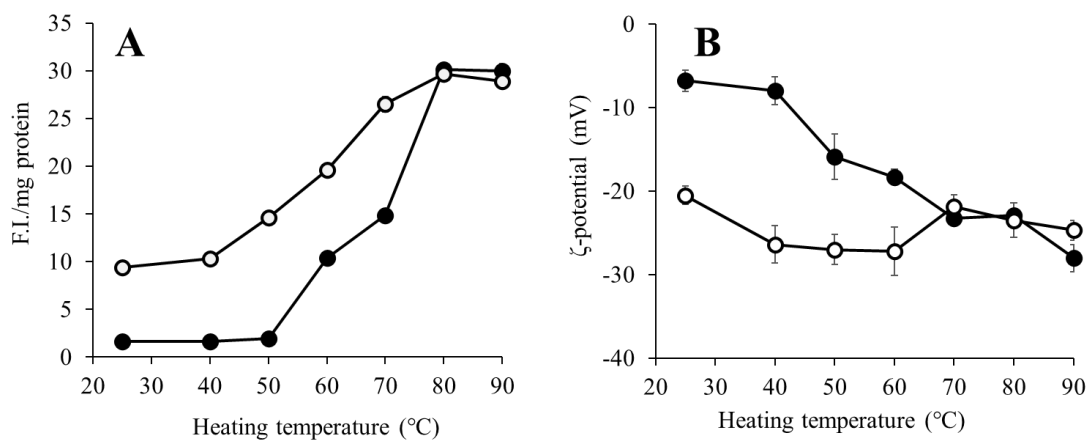 A
F.I./mg protein
35
30
25
20
15
10
5
0
20 30 40 50 60 70 80 90
Heating temperature (°C)
B
ζ-potential (mV)
-0
-10
-20
-30
-40
20 30 40 50 60 70 80 90
Heating temperature (°C)